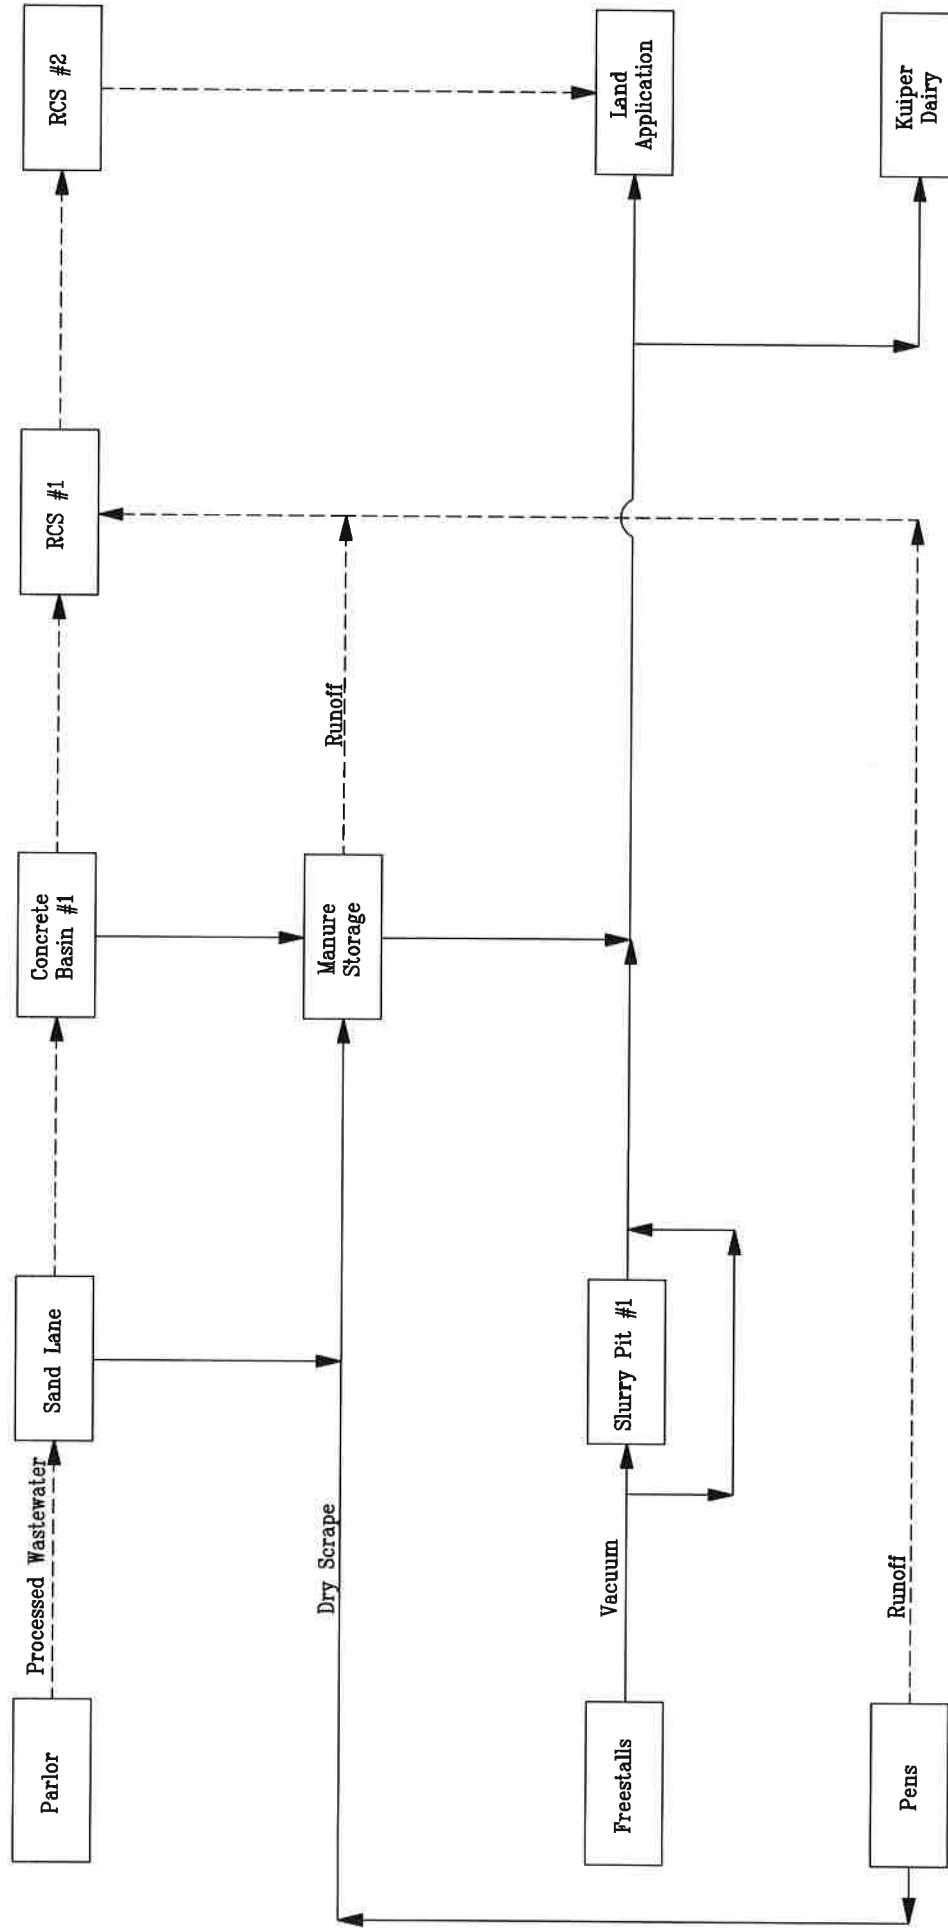 Parlor
Processed Wastewater
Sand Lane
Concrete
Basin #1
RCS #1
RCS #2
Dry Scrape
Manure
Storage
Runoff
Freestalls
Vacuum
Slurry Pit #1
Land
Application
Pens
Runoff
Kuiper
Dairy